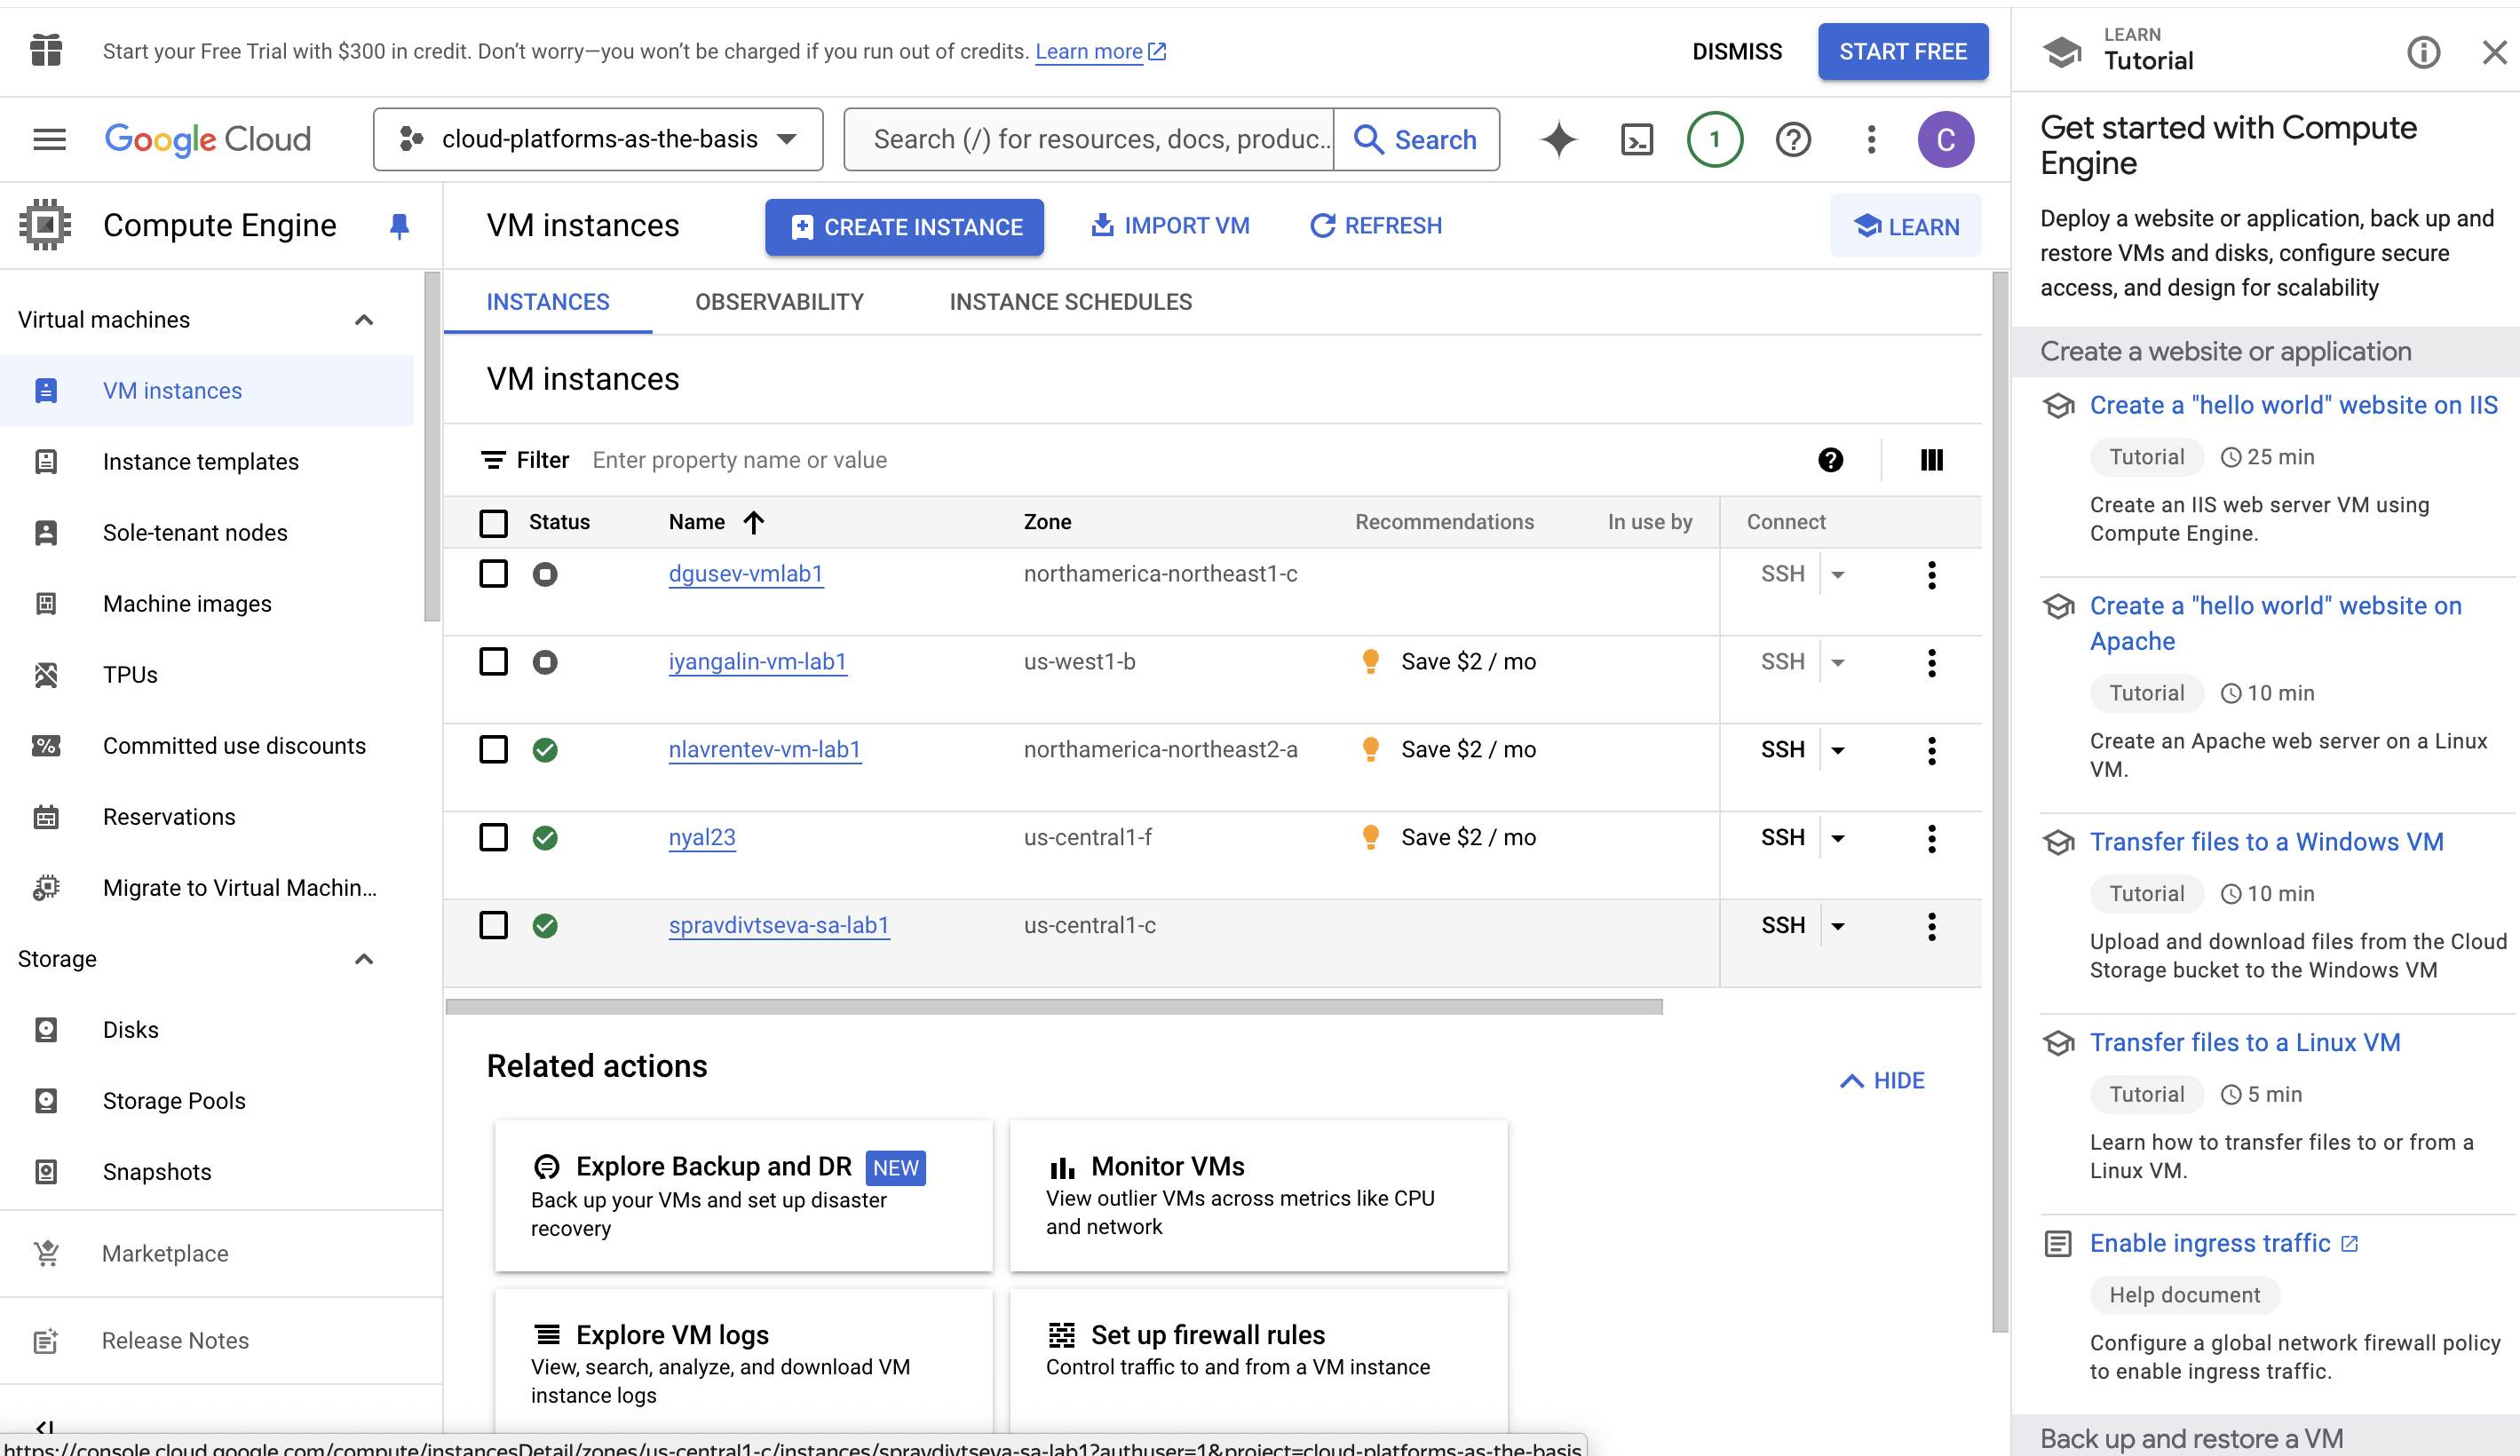 Start your Free Trial with $300 in credit. Don't worry—you won't be charged if you run out of credits. Learn more
DISMISS
START FREE
Google Cloud
cloud-platforms-as-the-basis
Search (/) for resources, docs, produc...
Search
1
C
Compute Engine
VM instances
CREATE INSTANCE
IMPORT VM
REFRESH
LEARN
Virtual machines
VM instances
Instance templates
Sole-tenant nodes
Machine images
TPUs
Committed use discounts
Reservations
Migrate to Virtual Machin...
Storage
Disks
Storage Pools
Snapshots
Marketplace
Release Notes
INSTANCES
OBSERVABILITY
INSTANCE SCHEDULES
VM instances
Filter Enter property name or value
Status Name Zone Recommendations In use by Connect
dgusev-vmlab1 northamerica-northeast1-c SSH
iyangalin-vm-lab1 us-west1-b Save $2 / mo SSH
nlavrentev-vm-lab1 northamerica-northeast2-a Save $2 / mo SSH
nyal23 us-central1-f Save $2 / mo SSH
spravdivtseva-sa-lab1 us-central1-c SSH
Related actions
HIDE
Explore Backup and DR NEW
Back up your VMs and set up disaster
recovery
Monitor VMs
View outlier VMs across metrics like CPU
and network
Explore VM logs
View, search, analyze, and download VM
instance logs
Set up firewall rules
Control traffic to and from a VM instance
https://console.cloud.google.com/compute/instancesDetail/zones/us-central1-c/instances/spravdivtseva-sa-lab1?authuser=1&project=cloud-platforms-as-the-basis
LEARN
Tutorial
Get started with Compute
Engine
Deploy a website or application, back up and
restore VMs and disks, configure secure
access, and design for scalability
Create a website or application
Create a "hello world" website on IIS
Tutorial 25 min
Create an IIS web server VM using
Compute Engine.
Create a "hello world" website on
Apache
Tutorial 10 min
Create an Apache web server on a Linux
VM.
Transfer files to a Windows VM
Tutorial 10 min
Upload and download files from the Cloud
Storage bucket to the Windows VM
Transfer files to a Linux VM
Tutorial 5 min
Learn how to transfer files to or from a
Linux VM.
Enable ingress traffic
Help document
Configure a global network firewall policy
to enable ingress traffic.
Back up and restore a VM